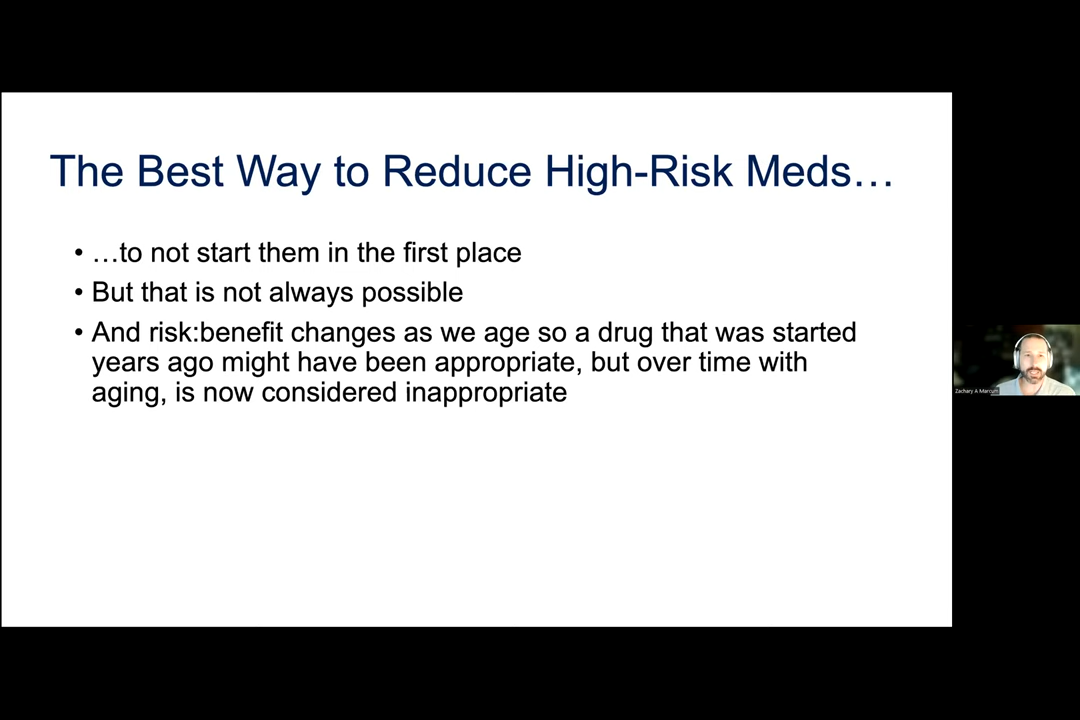 The Best Way to Reduce High-Risk Meds…
• …to not start them in the first place
• But that is not always possible
• And risk:benefit changes as we age so a drug that was started
years ago might have been appropriate, but over time with
aging, is now considered inappropriate
Zachary A Marcum